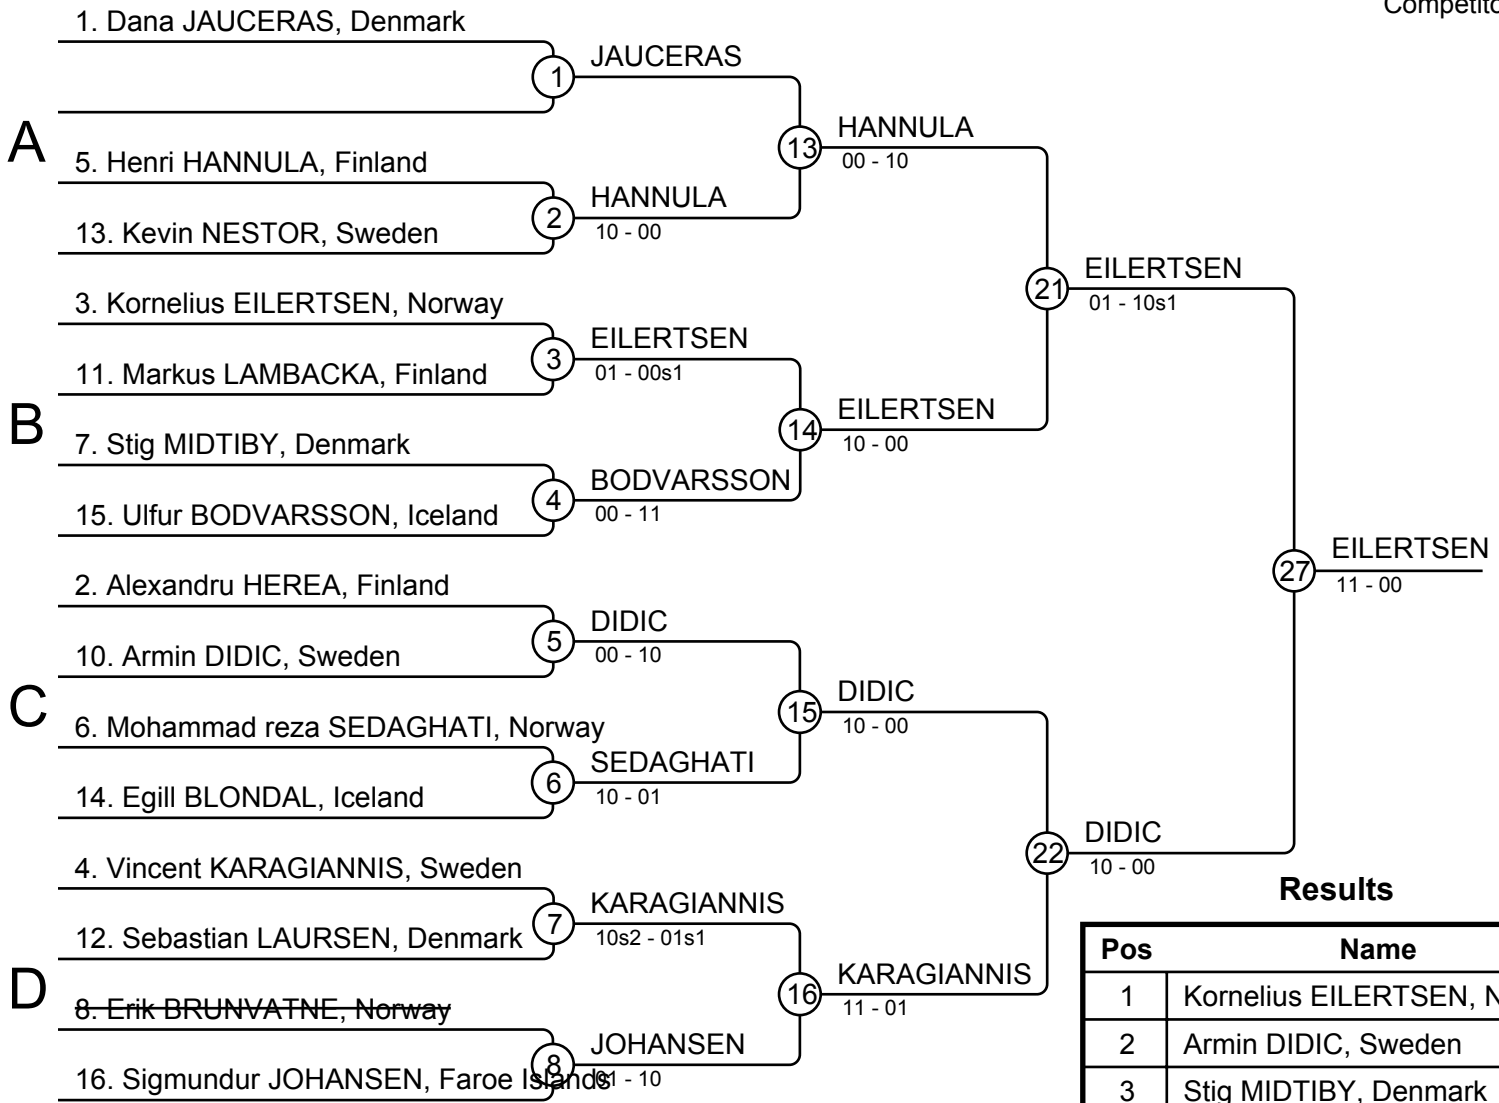 Competito
1. Dana JAUCERAS, Denmark
1
JAUCERAS
A
13
HANNULA
00 - 10
5. Henri HANNULA, Finland
2
HANNULA
10 - 00
13. Kevin NESTOR, Sweden
21
EILERTSEN
01 - 10s1
3. Kornelius EILERTSEN, Norway
3
EILERTSEN
01 - 00s1
11. Markus LAMBACKA, Finland
B
14
EILERTSEN
10 - 00
7. Stig MIDTIBY, Denmark
4
BODVARSSON
00 - 11
15. Ulfur BODVARSSON, Iceland
27
EILERTSEN
11 - 00
2. Alexandru HEREA, Finland
5
DIDIC
00 - 10
10. Armin DIDIC, Sweden
C
15
DIDIC
10 - 00
6. Mohammad reza SEDAGHATI, Norway
6
SEDAGHATI
10 - 01
14. Egill BLONDAL, Iceland
22
DIDIC
10 - 00
4. Vincent KARAGIANNIS, Sweden
7
KARAGIANNIS
10s2 - 01s1
12. Sebastian LAURSEN, Denmark
D
16
KARAGIANNIS
11 - 01
8. Erik BRUNVATNE, Norway
8
JOHANSEN
01 - 10
16. Sigmundur JOHANSEN, Faroe Islands
Results
Pos Name
1 Kornelius EILERTSEN, N
2 Armin DIDIC, Sweden
3 Stig MIDTIBY, Denmark